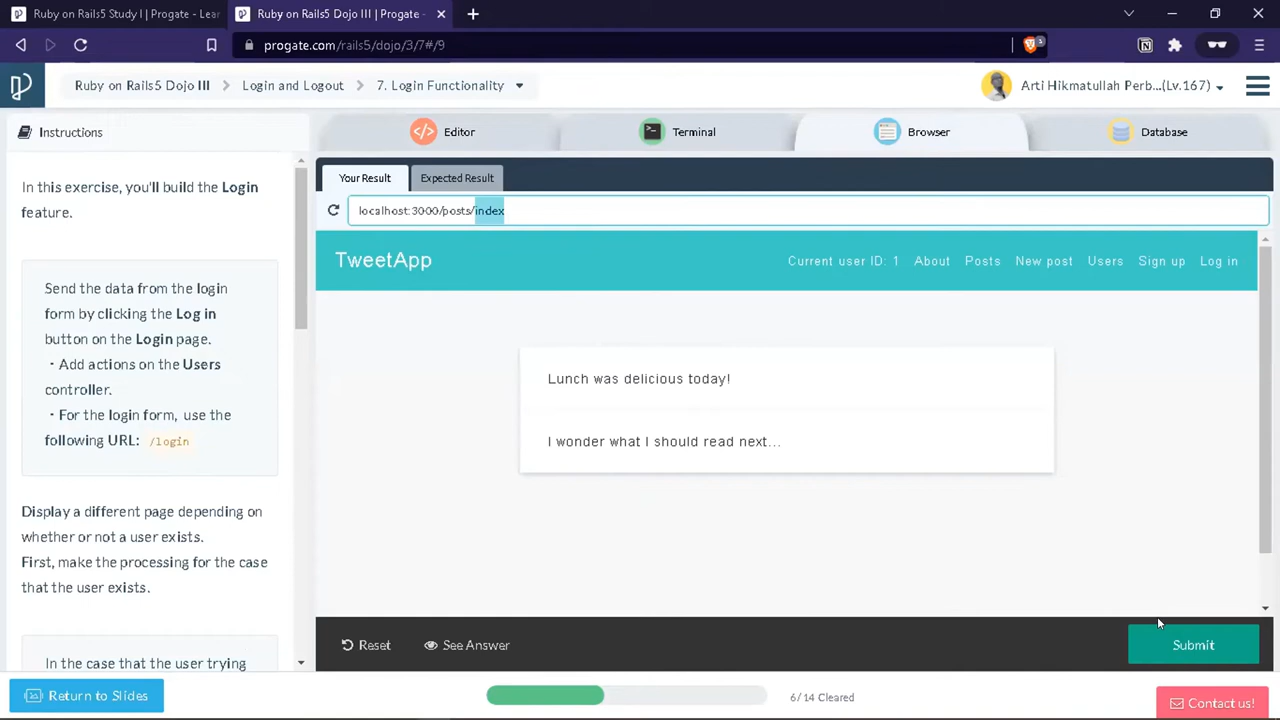 Ruby on Rails5 Study I | Progate - Lear
Ruby on Rails5 Dojo III | Progate -
progate.com/rails5/dojo/3/7#/9
3
Ruby on Rails5 Dojo III
Login and Logout
7. Login Functionality
Arti Hikmatullah Perb...(Lv.167)
Instructions
Editor
Terminal
Browser
Database
Your Result
Expected Result
localhost:3000/posts/index
In this exercise, you'll build the Login
feature.
Send the data from the login
form by clicking the Log in
button on the Login page.
・Add actions on the Users
controller.
・For the login form, use the
following URL: /login
Display a different page depending on
whether or not a user exists.
First, make the processing for the case
that the user exists.
In the case that the user trying
TweetApp
Current user ID: 1
About
Posts
New post
Users
Sign up
Log in
Lunch was delicious today!
I wonder what I should read next...
Reset
See Answer
Submit
Return to Slides
6/14 Cleared
Contact us!